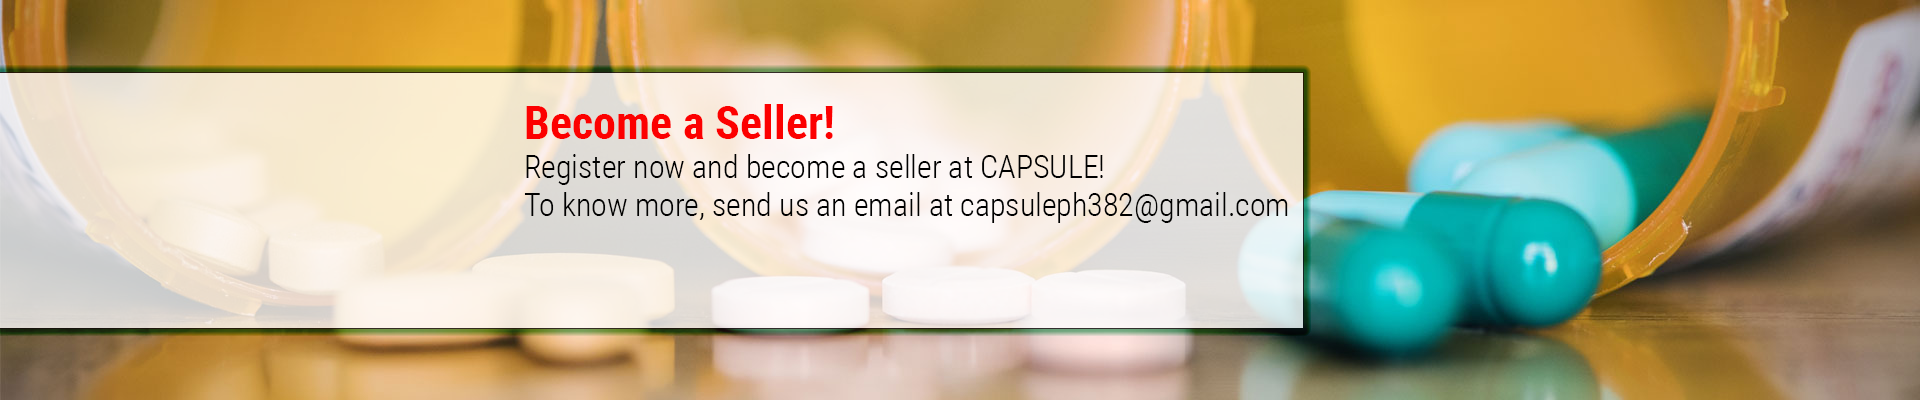 Become a Seller!
Register now and become a seller at CAPSULE!
To know more, send us an email at capsuleph382@gmail.com